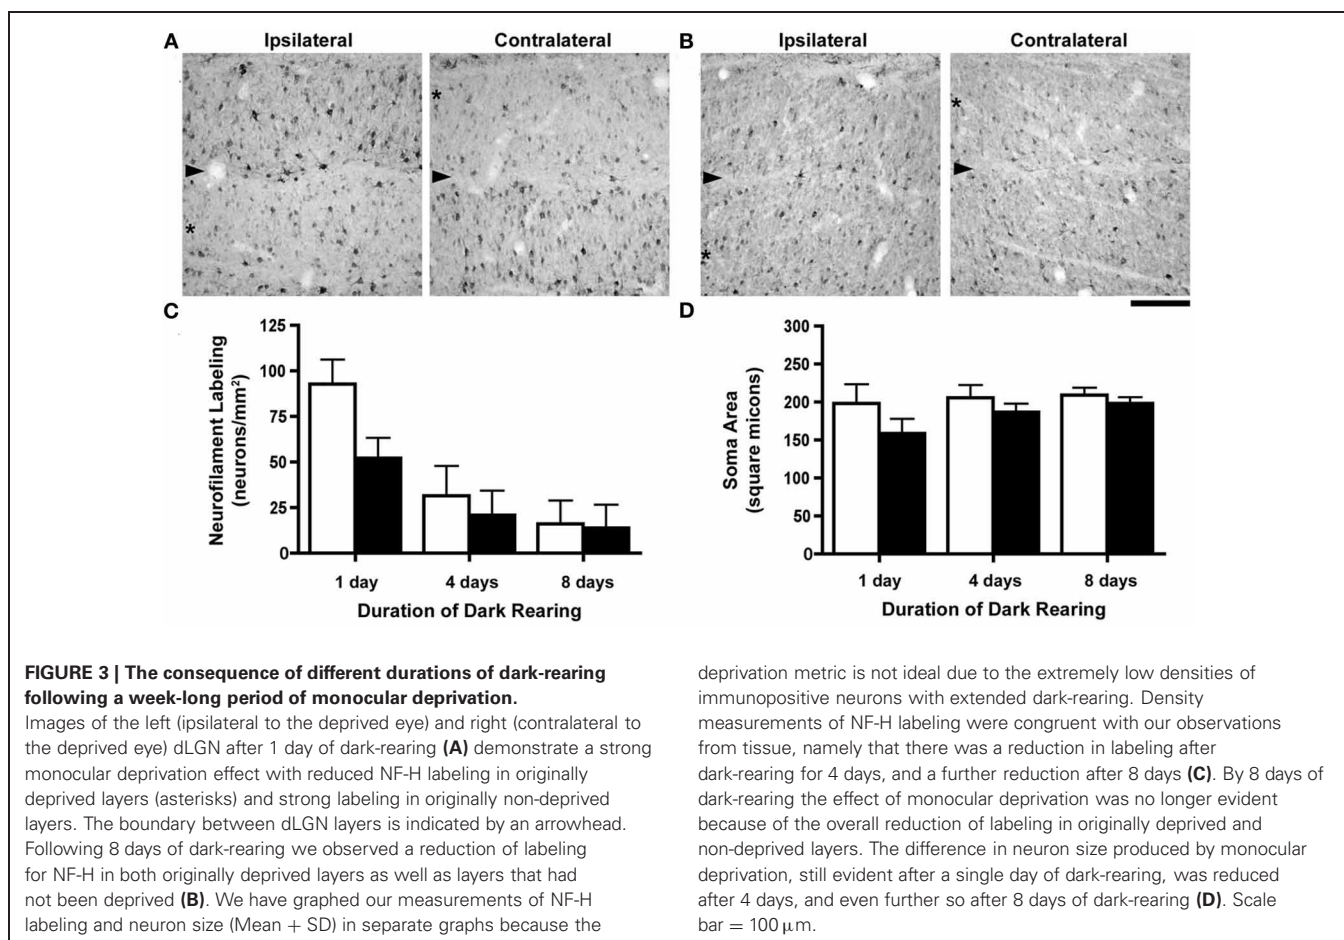 A
Ipsilateral
Contralateral
B
Ipsilateral
Contralateral
*
*
*
*
C
Neurofilament Labeling
(neurons/mm²)
125
100
75
50
25
0
1 day
4 days
8 days
Duration of Dark Rearing
D
Soma Area
(square micons)
300
250
200
150
100
50
0
1 day
4 days
8 days
Duration of Dark Rearing
FIGURE 3 | The consequence of different durations of dark-rearing
following a week-long period of monocular deprivation.
Images of the left (ipsilateral to the deprived eye) and right (contralateral to
the deprived eye) dLGN after 1 day of dark-rearing (A) demonstrate a strong
monocular deprivation effect with reduced NF-H labeling in originally
deprived layers (asterisks) and strong labeling in originally non-deprived
layers. The boundary between dLGN layers is indicated by an arrowhead.
Following 8 days of dark-rearing we observed a reduction of labeling
for NF-H in both originally deprived layers as well as layers that had
not been deprived (B). We have graphed our measurements of NF-H
labeling and neuron size (Mean + SD) in separate graphs because the
deprivation metric is not ideal due to the extremely low densities of
immunopositive neurons with extended dark-rearing. Density
measurements of NF-H labeling were congruent with our observations
from tissue, namely that there was a reduction in labeling after
dark-rearing for 4 days, and a further reduction after 8 days (C). By 8 days of
dark-rearing the effect of monocular deprivation was no longer evident
because of the overall reduction of labeling in originally deprived and
non-deprived layers. The difference in neuron size produced by monocular
deprivation, still evident after a single day of dark-rearing, was reduced
after 4 days, and even further so after 8 days of dark-rearing (D). Scale
bar = 100 μm.